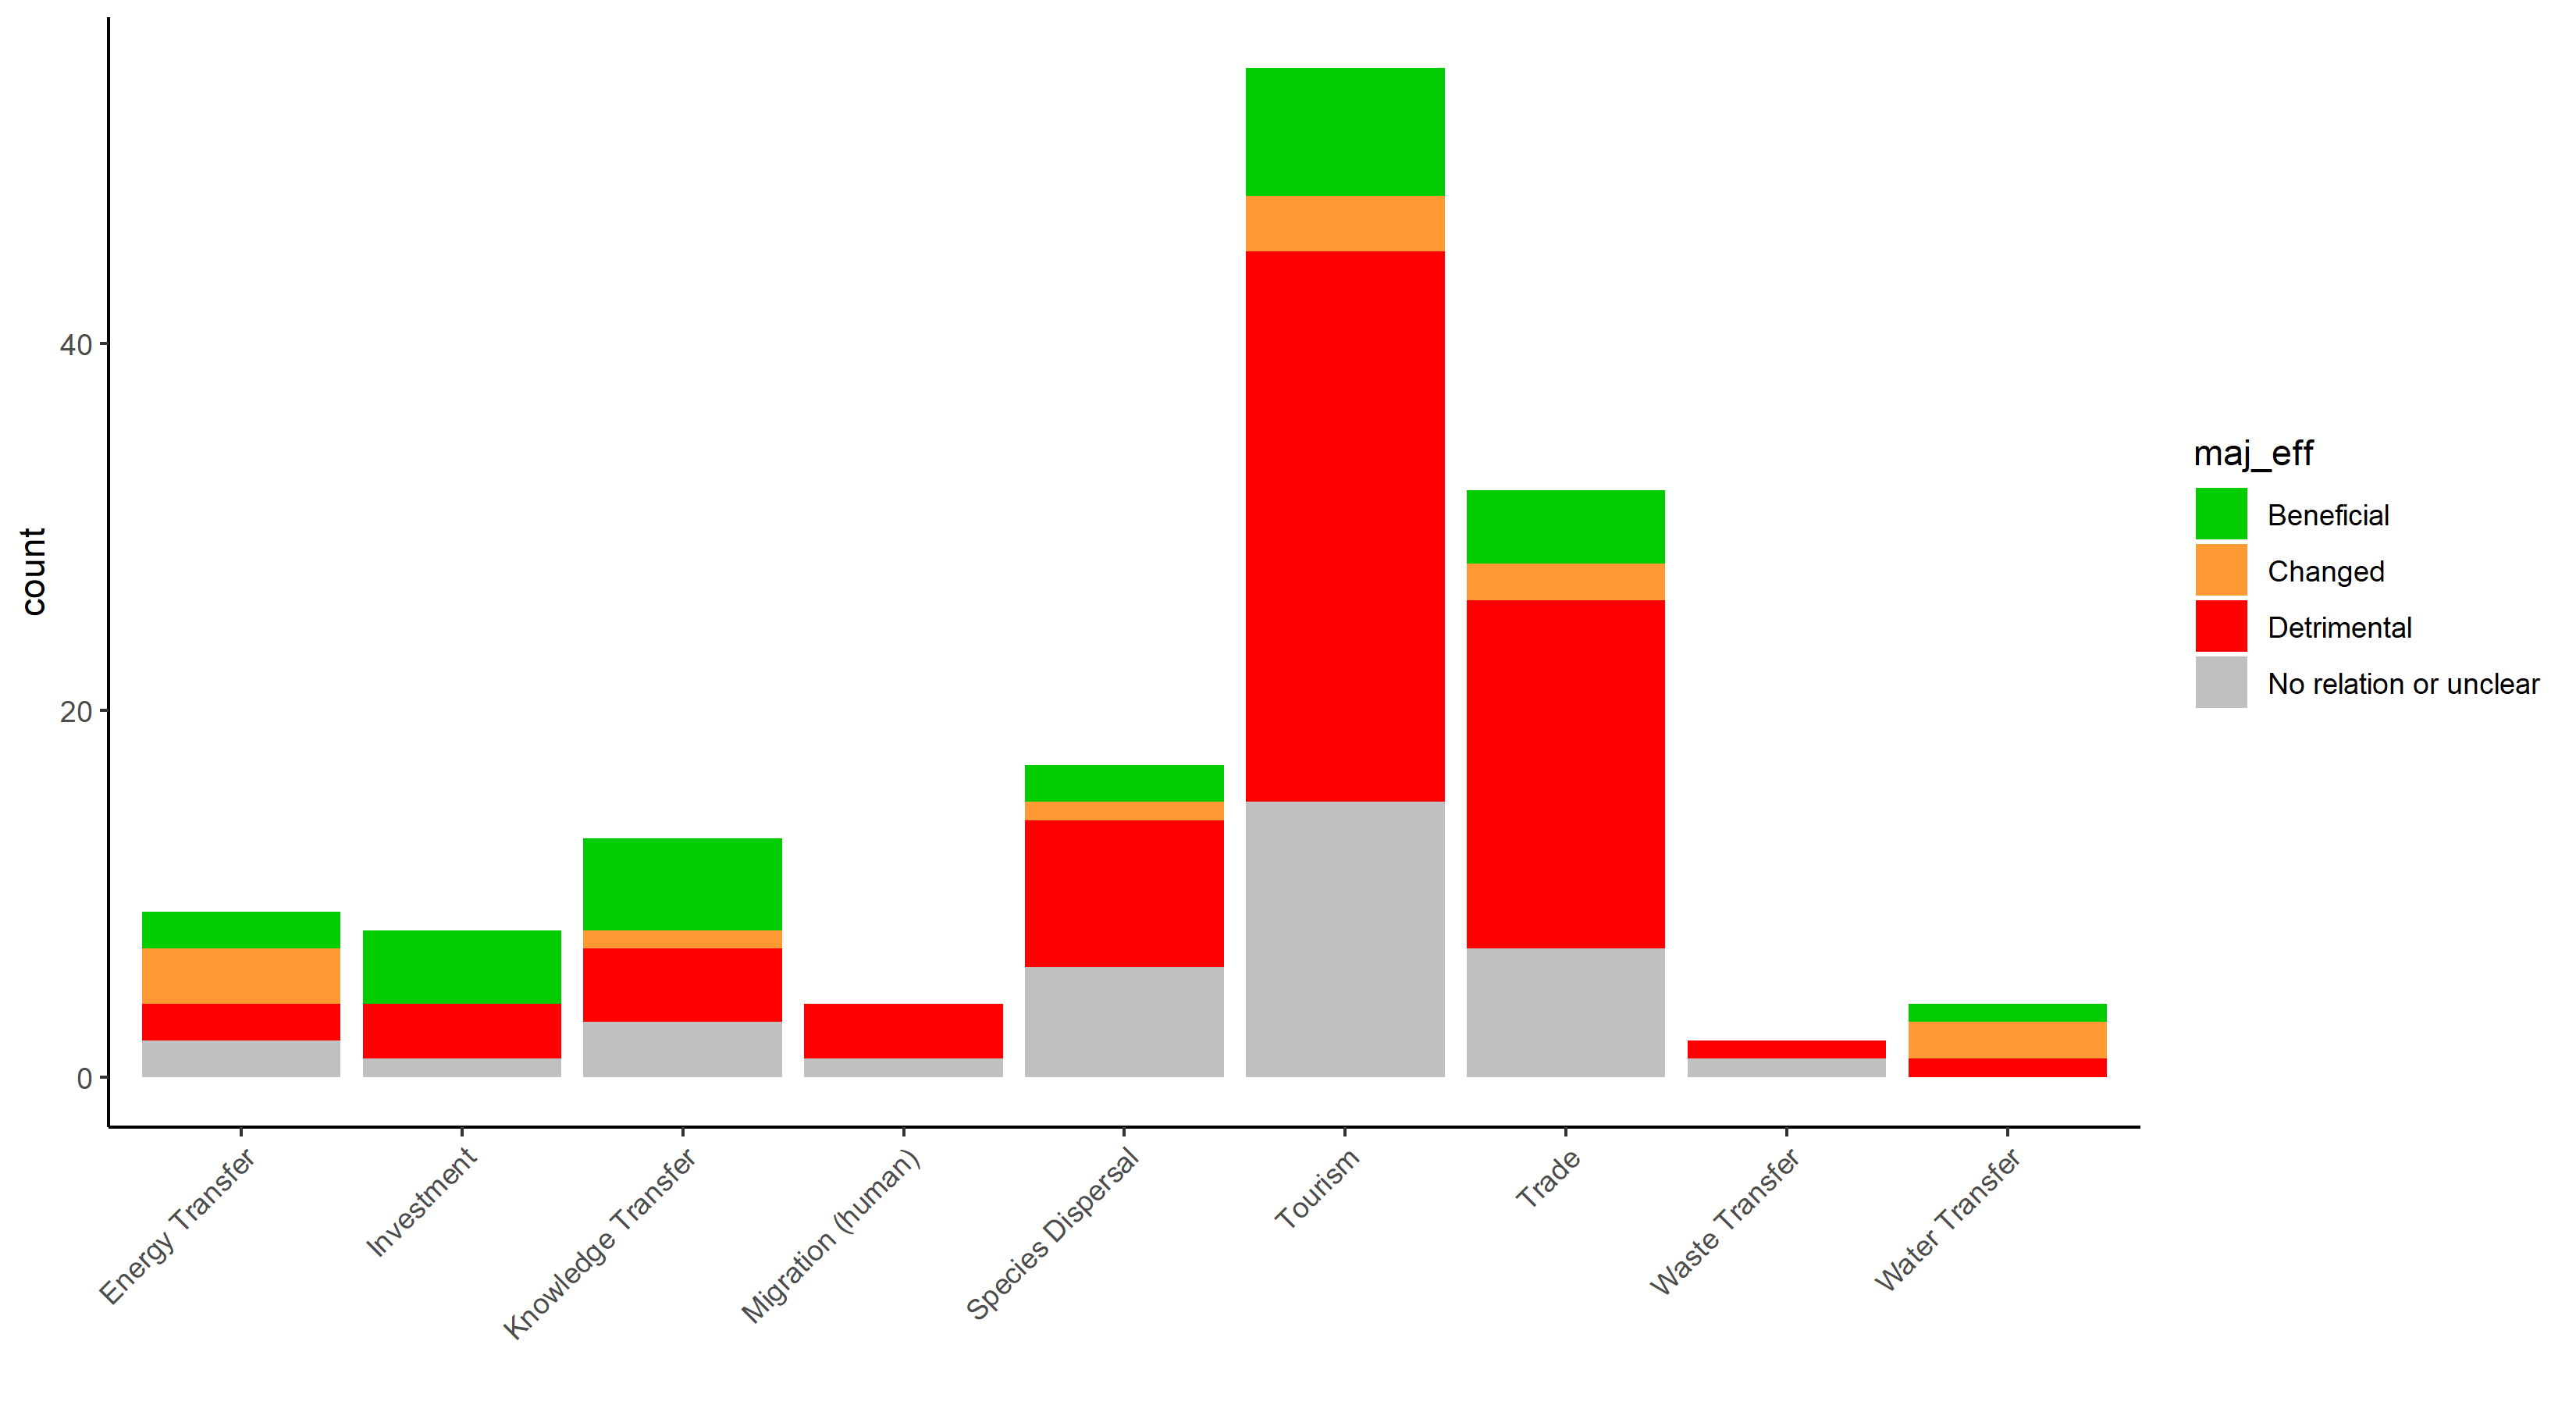 count
40
20
0
Energy Transfer
Investment
Knowledge Transfer
Migration (human)
Species Dispersal
Tourism
Trade
Waste Transfer
Water Transfer
maj_eff
Beneficial
Changed
Detrimental
No relation or unclear